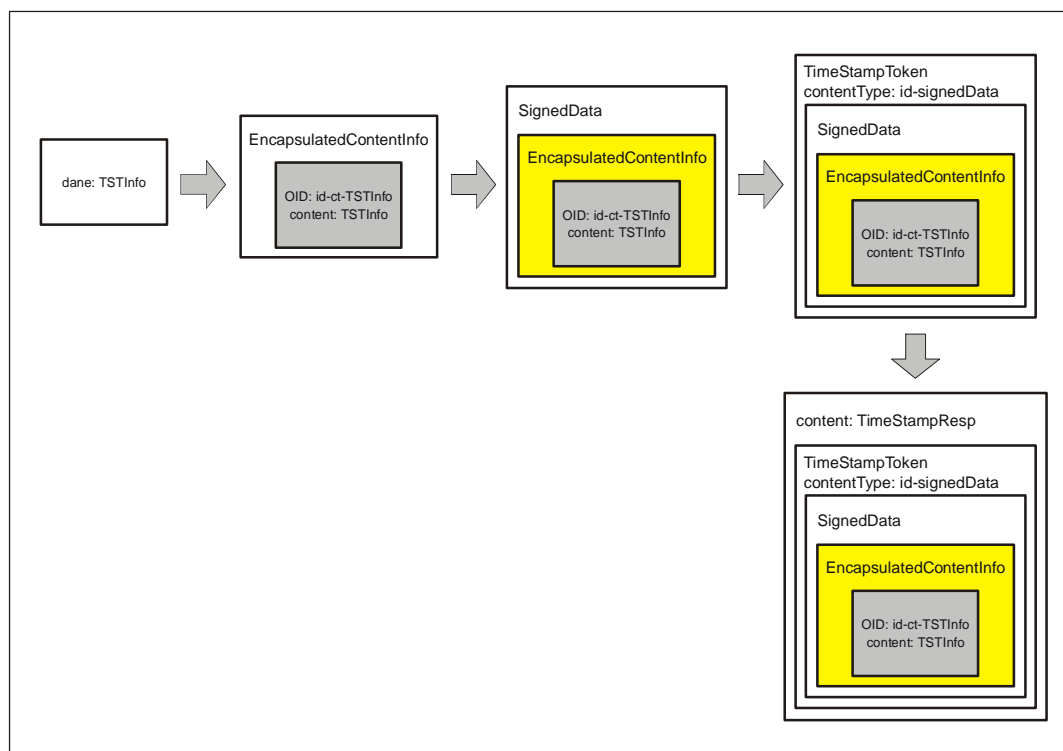 dane: TSTInfo
EncapsulatedContentInfo
OID: id-ct-TSTInfo
content: TSTInfo
SignedData
EncapsulatedContentInfo
OID: id-ct-TSTInfo
content: TSTInfo
TimeStampToken
contentType: id-signedData
SignedData
EncapsulatedContentInfo
OID: id-ct-TSTInfo
content: TSTInfo
content: TimeStampResp
TimeStampToken
contentType: id-signedData
SignedData
EncapsulatedContentInfo
OID: id-ct-TSTInfo
content: TSTInfo